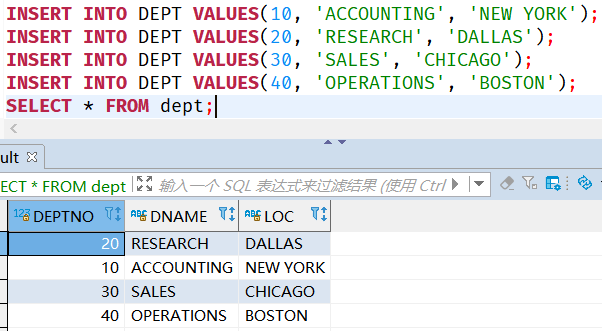 INSERT INTO DEPT VALUES(10, 'ACCOUNTING', 'NEW YORK');
INSERT INTO DEPT VALUES(20, 'RESEARCH', 'DALLAS');
INSERT INTO DEPT VALUES(30, 'SALES', 'CHICAGO');
INSERT INTO DEPT VALUES(40, 'OPERATIONS', 'BOSTON');
SELECT * FROM dept;
ult
ECT * FROM dept 输入一个 SQL 表达式来过滤结果 (使用 Ctrl
123 DEPTNO ABC DNAME ABC LOC
20 RESEARCH DALLAS
10 ACCOUNTING NEW YORK
30 SALES CHICAGO
40 OPERATIONS BOSTON